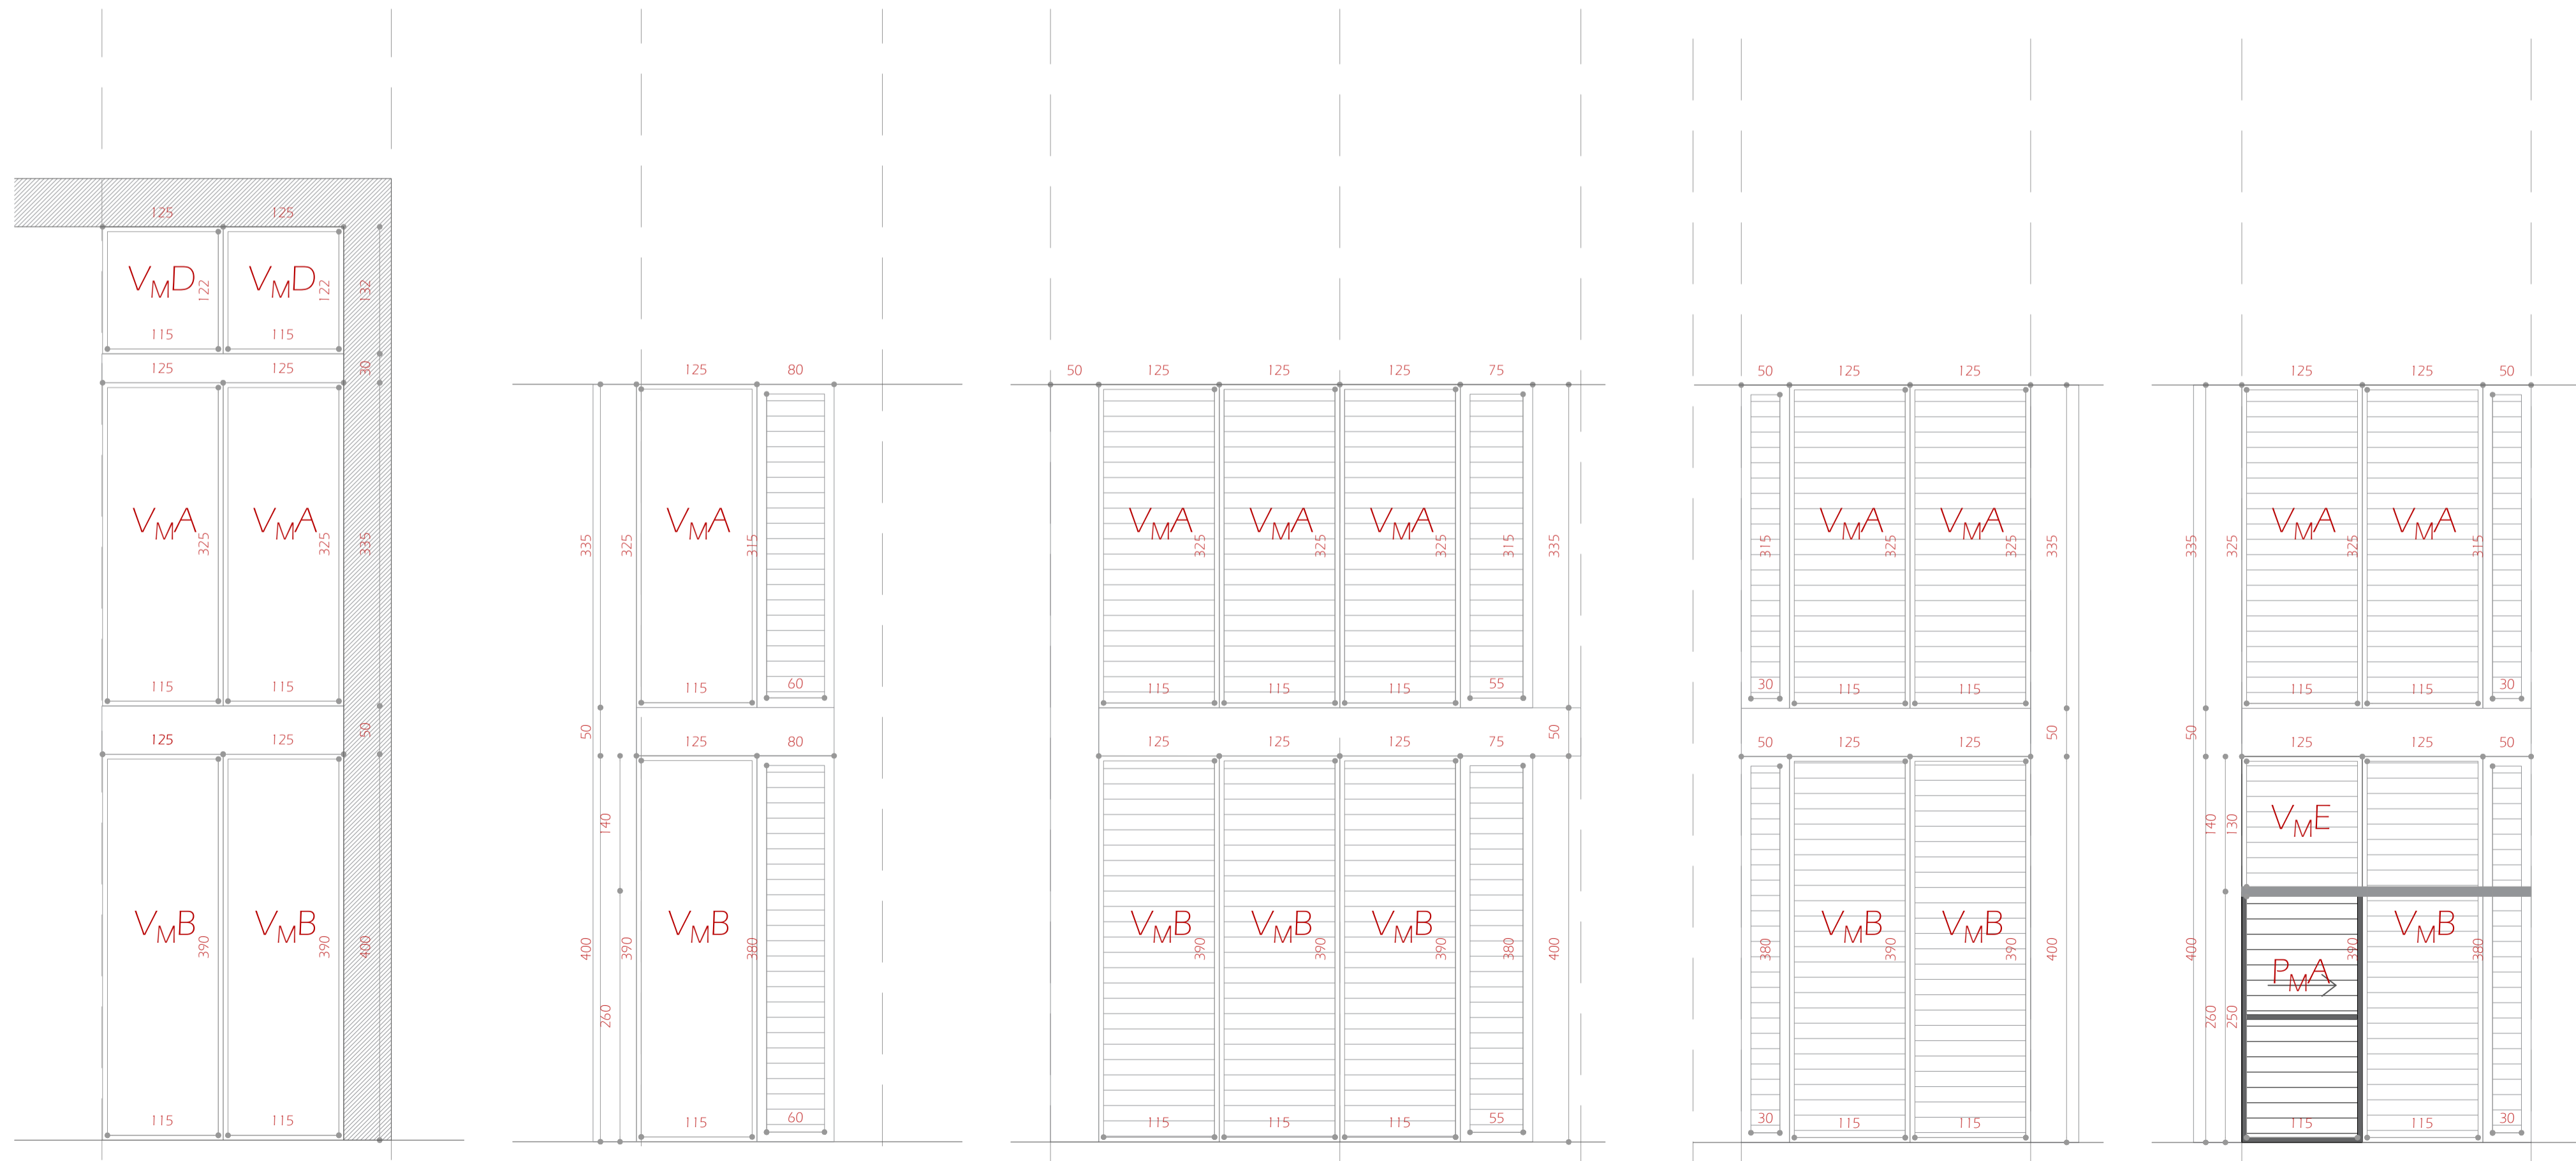 125 125
VMD 122 VMD 122 132
115 115
125 125 30
VMA 325 VMA 325 335
115 115
125 125 50
VMB 390 VMB 390 400
115 115
125 80
335 325 VMA 315
115 60
50 125 80
140
400 390 VMB 380
260
115 60
50 125 125 125 75
VMA 325 VMA 325 VMA 325 315 335
115 115 115 55
125 125 125 75 50
VMB 390 VMB 390 VMB 390 380 400
115 115 115 55
50 125 125
315 VMA 325 VMA 325 335
30 115 115
50 125 125 50
380 VMB 390 VMB 390 400
30 115 115
125 125 50
335 325 VMA 325 VMA 315
115 115 30
50 125 125 50
140 130 VME
400 390 VMB 380
PMA
260 250
115 115 30